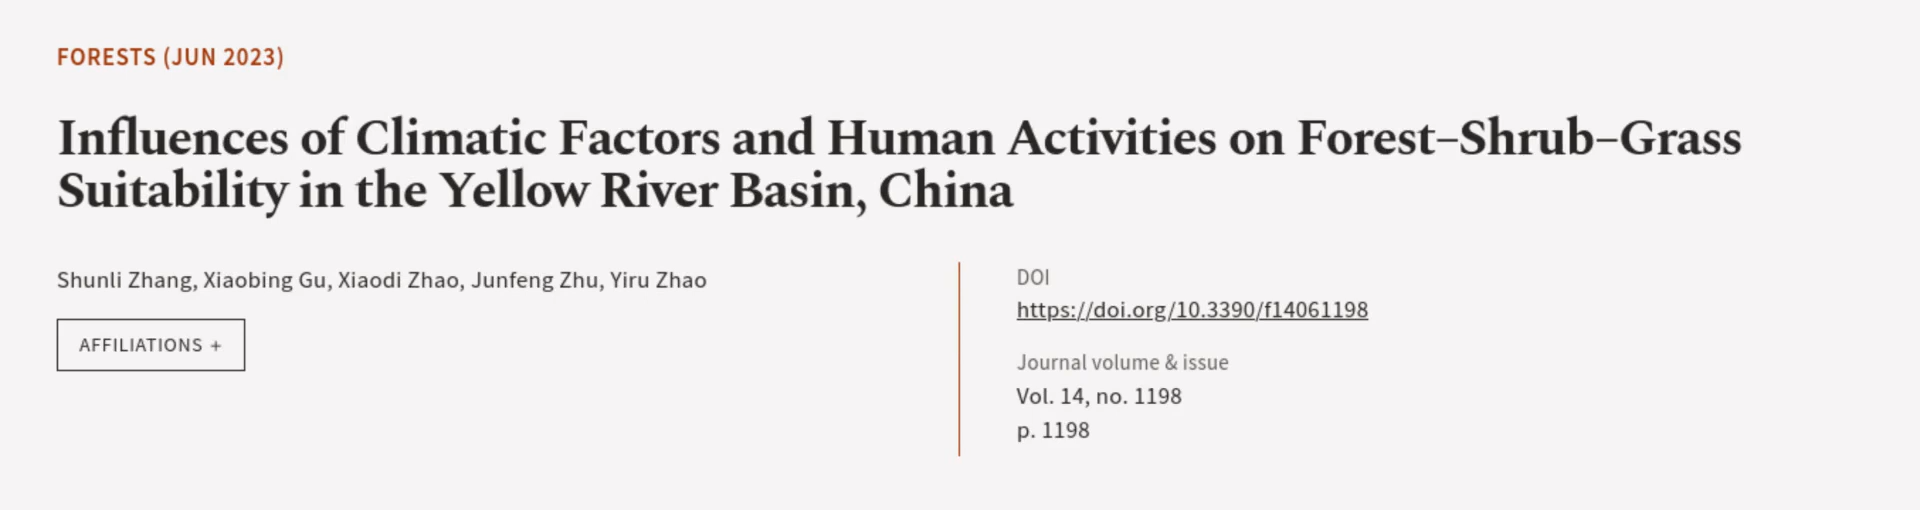 FORESTS (JUN 2023)
Influences of Climatic Factors and Human Activities on Forest–Shrub–Grass
Suitability in the Yellow River Basin, China
Shunli Zhang, Xiaobing Gu, Xiaodi Zhao, Junfeng Zhu, Yiru Zhao
AFFILIATIONS +
DOI
https://doi.org/10.3390/f14061198
Journal volume & issue
Vol. 14, no. 1198
p. 1198